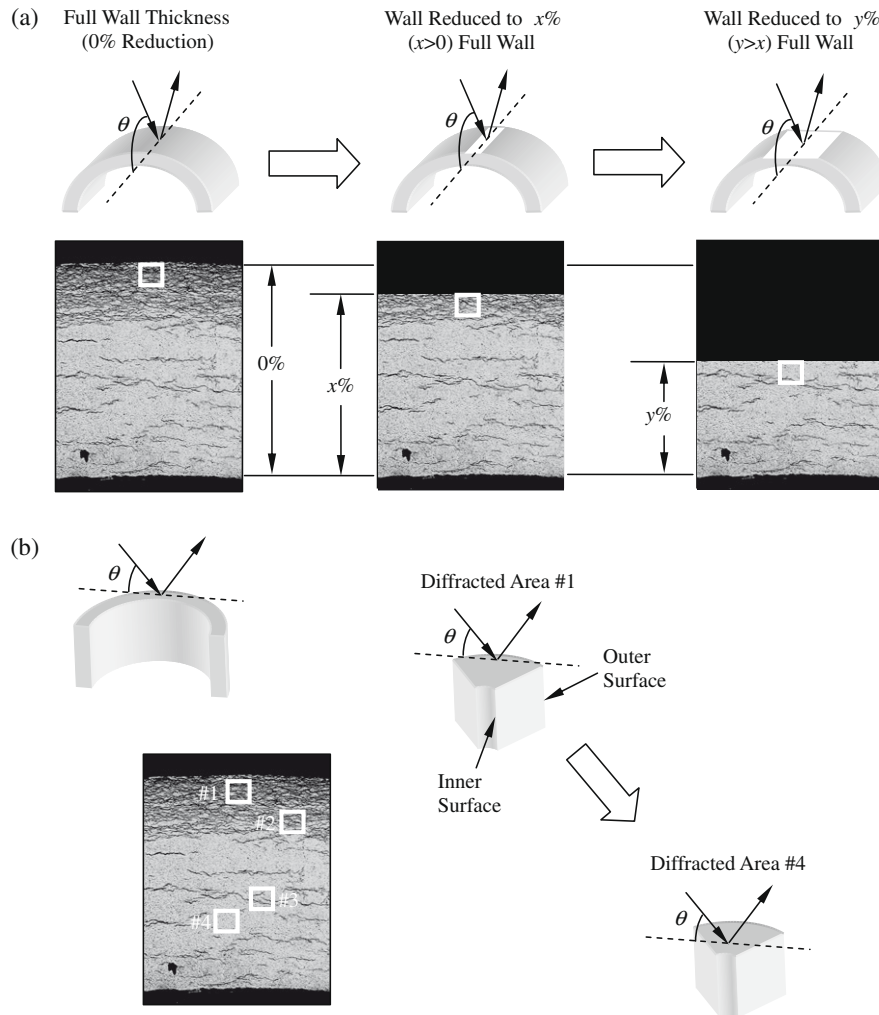 (a)
Full Wall Thickness
(0% Reduction)
Wall Reduced to x%
(x>0) Full Wall
Wall Reduced to y%
(y>x) Full Wall
θ
θ
θ
0%
x%
y%
(b)
θ
Diffracted Area #1
θ
Outer
Surface
Inner
Surface
#1
#2
#3
#4
Diffracted Area #4
θ